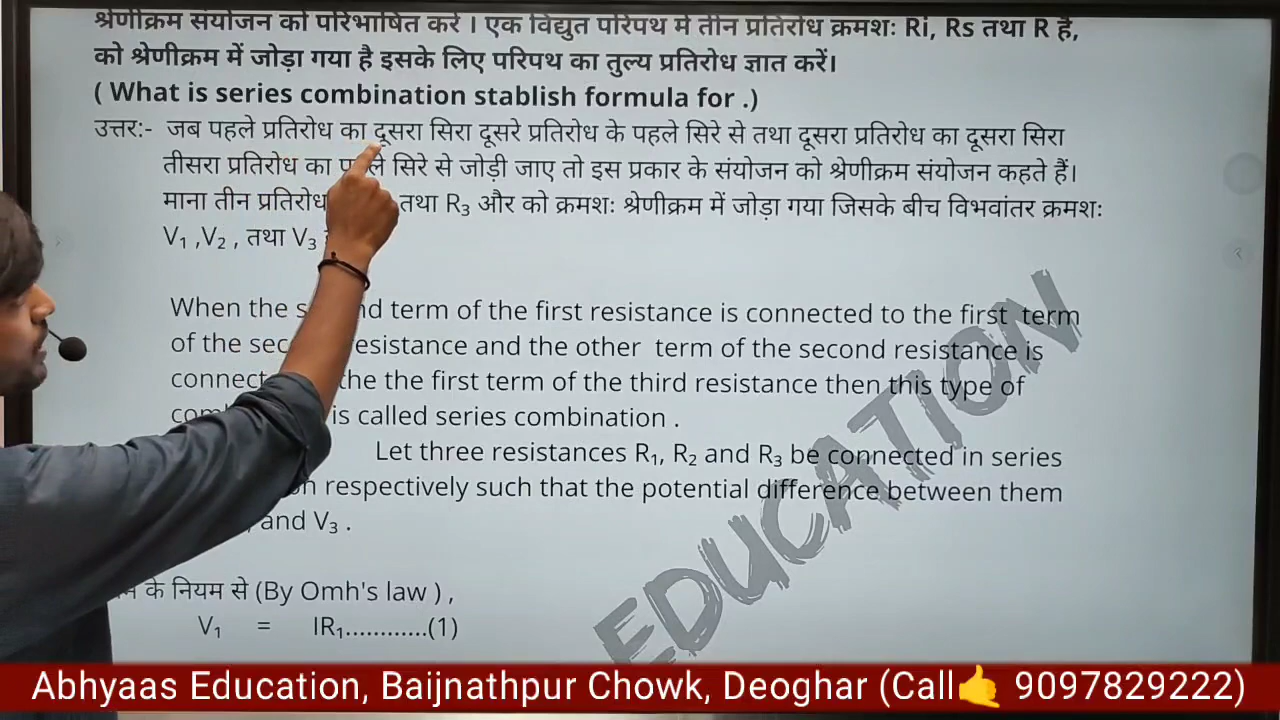 श्रेणीक्रम संयोजन को परिभाषित करें । एक विद्युत परिपथ में तीन प्रतिरोध क्रमशः Ri, Rs तथा R है,
को श्रेणीक्रम में जोड़ा गया है इसके लिए परिपथ का तुल्य प्रतिरोध ज्ञात करें।
( What is series combination stablish formula for .)
उत्तर:- जब पहले प्रतिरोध का दूसरा सिरा दूसरे प्रतिरोध के पहले सिरे से तथा दूसरा प्रतिरोध का दूसरा सिरा
तीसरा प्रतिरोध का सिरे से जोड़ी जाए तो इस प्रकार के संयोजन को श्रेणीक्रम संयोजन कहते हैं।
माना तीन प्रतिरोध तथा R₃ और को क्रमशः श्रेणीक्रम में जोड़ा गया जिसके बीच विभवांतर क्रमशः
V₁ ,V₂ , तथा V₃
When the term of the first resistance is connected to the first term
of the resistance and the other term of the second resistance is
the the first term of the third resistance then this type of
is called series combination .
Let three resistances R₁, R₂ and R₃ be connected in series
respectively such that the potential difference between them
and V₃ .
के नियम से (By Omh's law ) ,
V₁ = IR₁............(1)
EDUCATION
Abhyaas Education, Baijnathpur Chowk, Deoghar (Call🤙 9097829222)